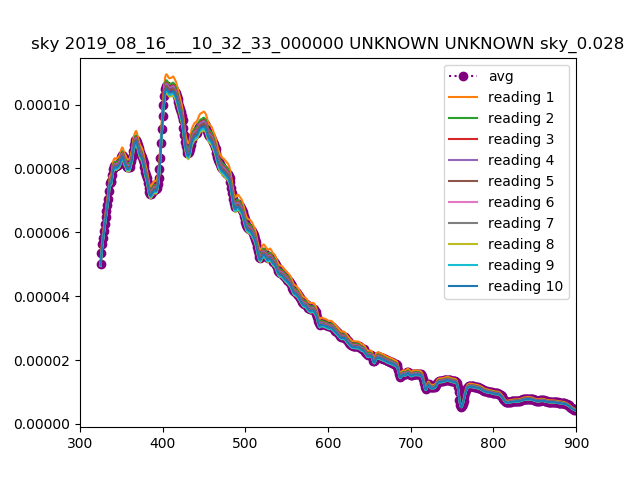 sky 2019_08_16___10_32_33_000000 UNKNOWN UNKNOWN sky_0.028
avg
reading 1
reading 2
reading 3
reading 4
reading 5
reading 6
reading 7
reading 8
reading 9
reading 10
0.00010
0.00008
0.00006
0.00004
0.00002
0.00000
300 400 500 600 700 800 900